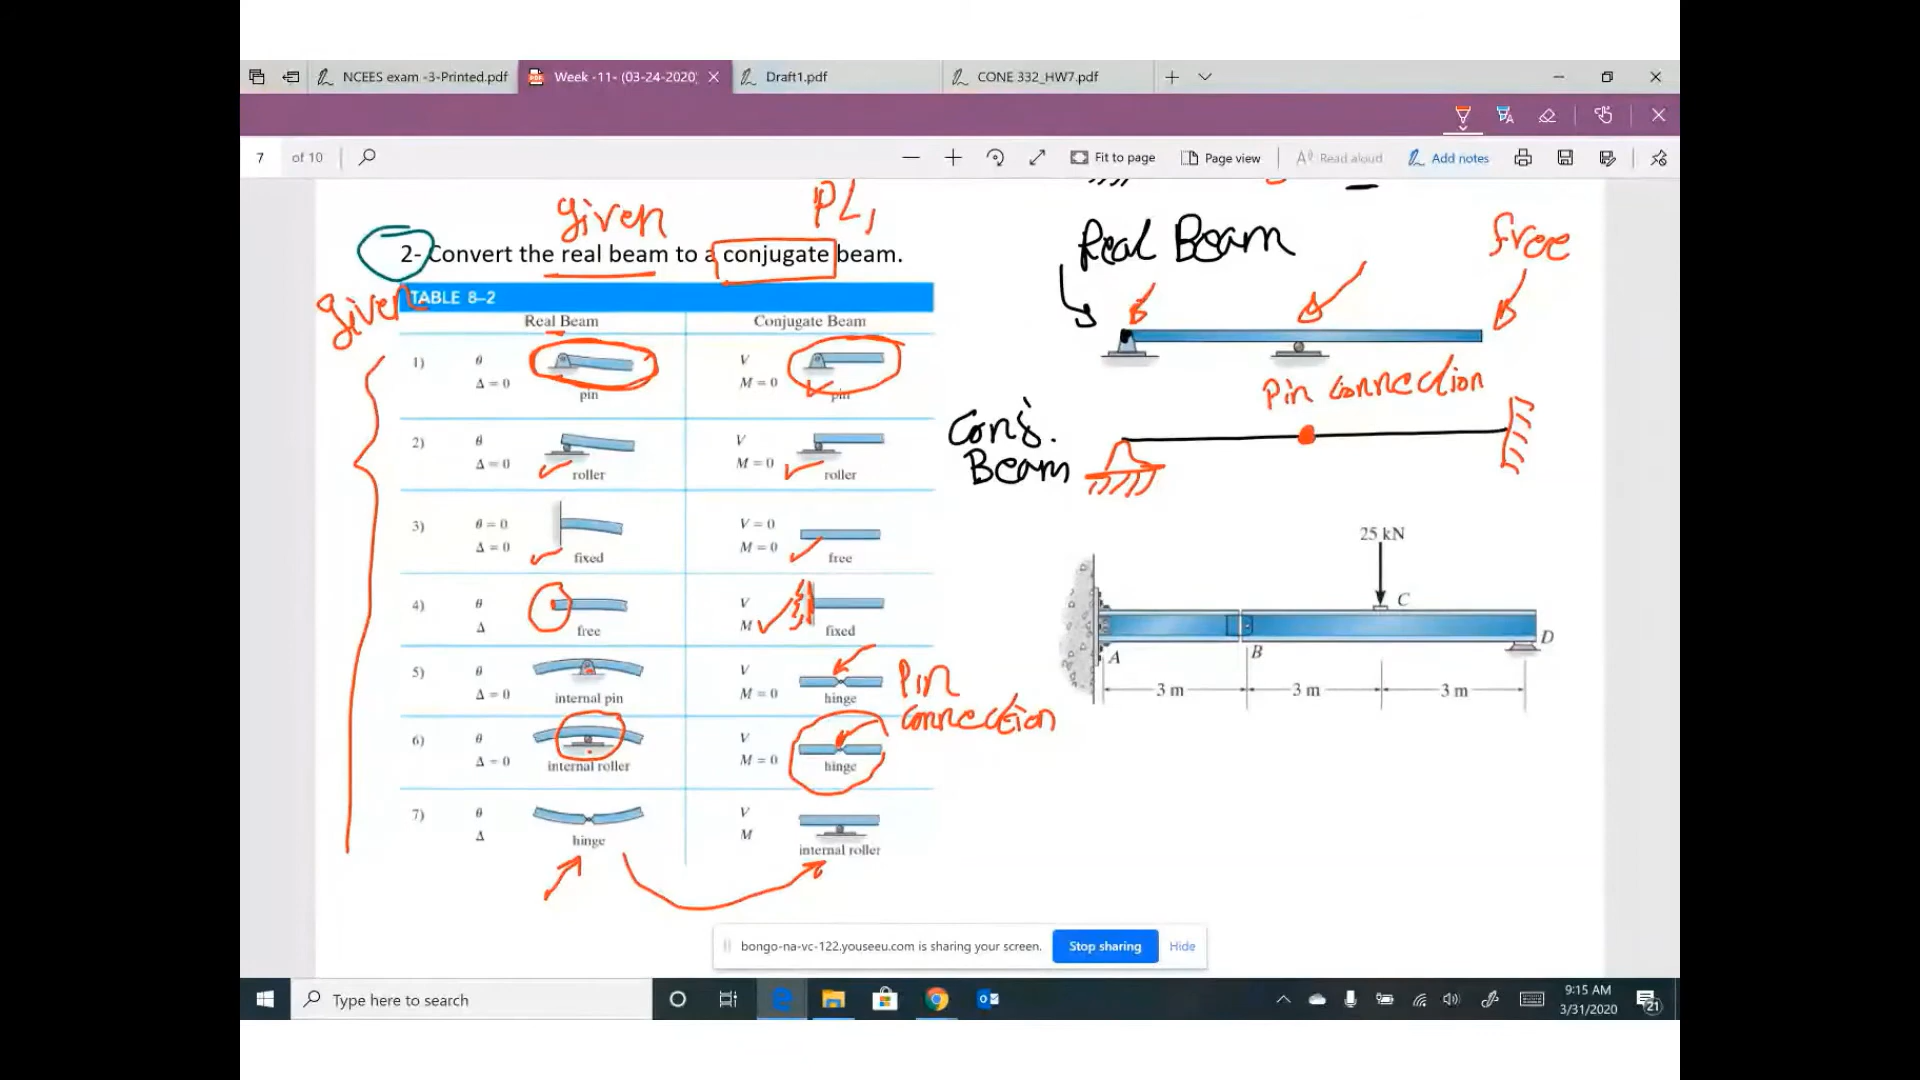 NCEES exam -3-Printed.pdf
Week -11- (03-24-2020)
Draft1.pdf
CONE 332_HW7.pdf
7 of 10
Fit to page
Page view
Read aloud
Add notes
given
PL,
2- Convert the real beam to a conjugate beam.
given
TABLE 8–2
Real Beam
Conjugate Beam
1)
θ
Δ = 0
pin
V
M = 0
pin
2)
θ
Δ = 0
roller
V
M = 0
roller
3)
θ = 0
Δ = 0
fixed
V = 0
M = 0
free
4)
θ
Δ
free
V
M
fixed
5)
θ
Δ = 0
internal pin
V
M = 0
hinge
Pin
connection
6)
θ
Δ = 0
internal roller
V
M = 0
hinge
7)
θ
Δ
hinge
V
M
internal roller
Real Beam
free
Pin connection
Conj.
Beam
25 kN
C
A
B
D
3 m
3 m
3 m
bongo-na-vc-122.youseeu.com is sharing your screen.
Stop sharing
Hide
Type here to search
9:15 AM
3/31/2020
21